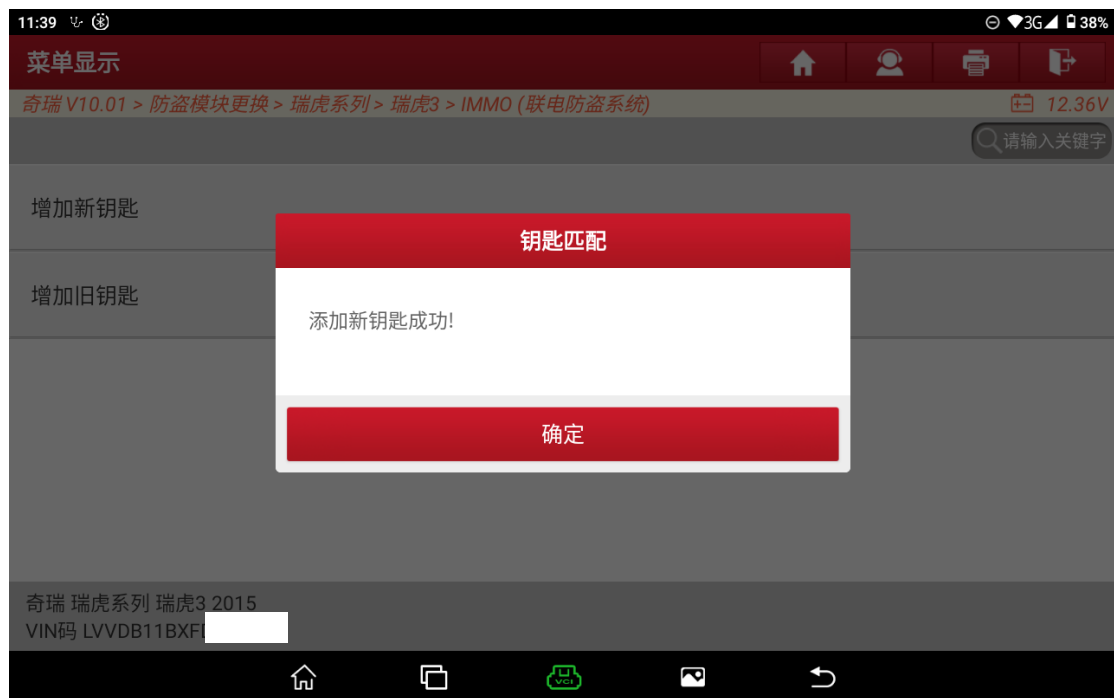 11:39
3G 38%
菜单显示
奇瑞 V10.01 > 防盗模块更换 > 瑞虎系列 > 瑞虎3 > IMMO (联电防盗系统)
12.36V
请输入关键字
增加新钥匙
钥匙匹配
增加旧钥匙
添加新钥匙成功!
确定
奇瑞 瑞虎系列 瑞虎3 2015
VIN码 LVVDB11BXF
VCI